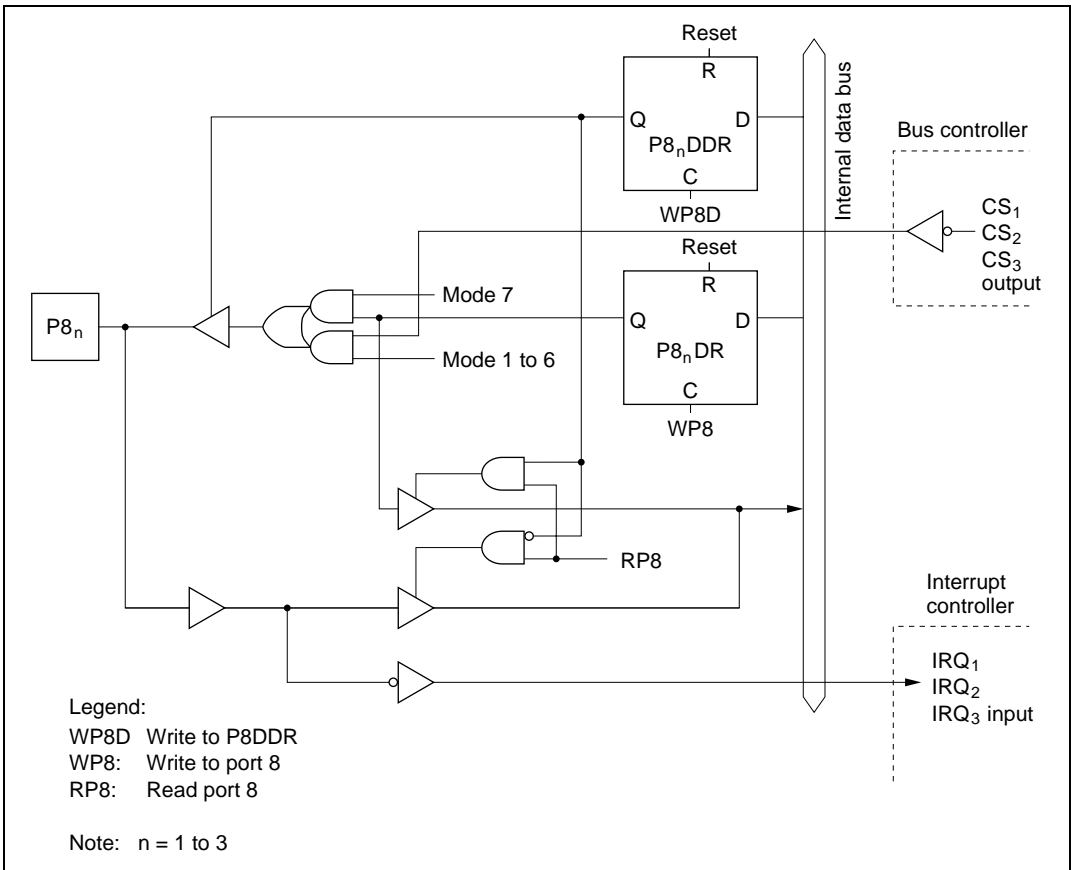 Reset
R
Q
D
P8nDDR
C
WP8D
Internal data bus
Bus controller
CS1
CS2
CS3
output
Reset
R
Q
D
P8nDR
C
WP8
Mode 7
P8n
Mode 1 to 6
RP8
Interrupt
controller
IRQ1
IRQ2
IRQ3 input
Legend:
WP8D Write to P8DDR
WP8: Write to port 8
RP8: Read port 8
Note: n = 1 to 3